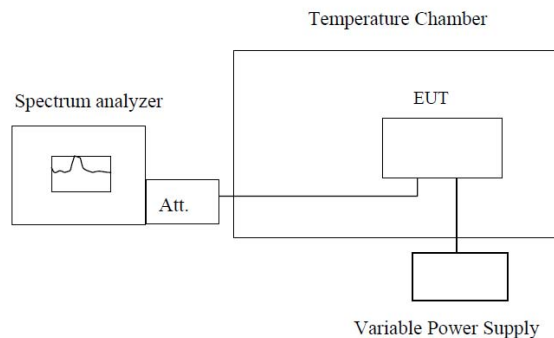 Temperature Chamber
Spectrum analyzer
EUT
Att.
Variable Power Supply